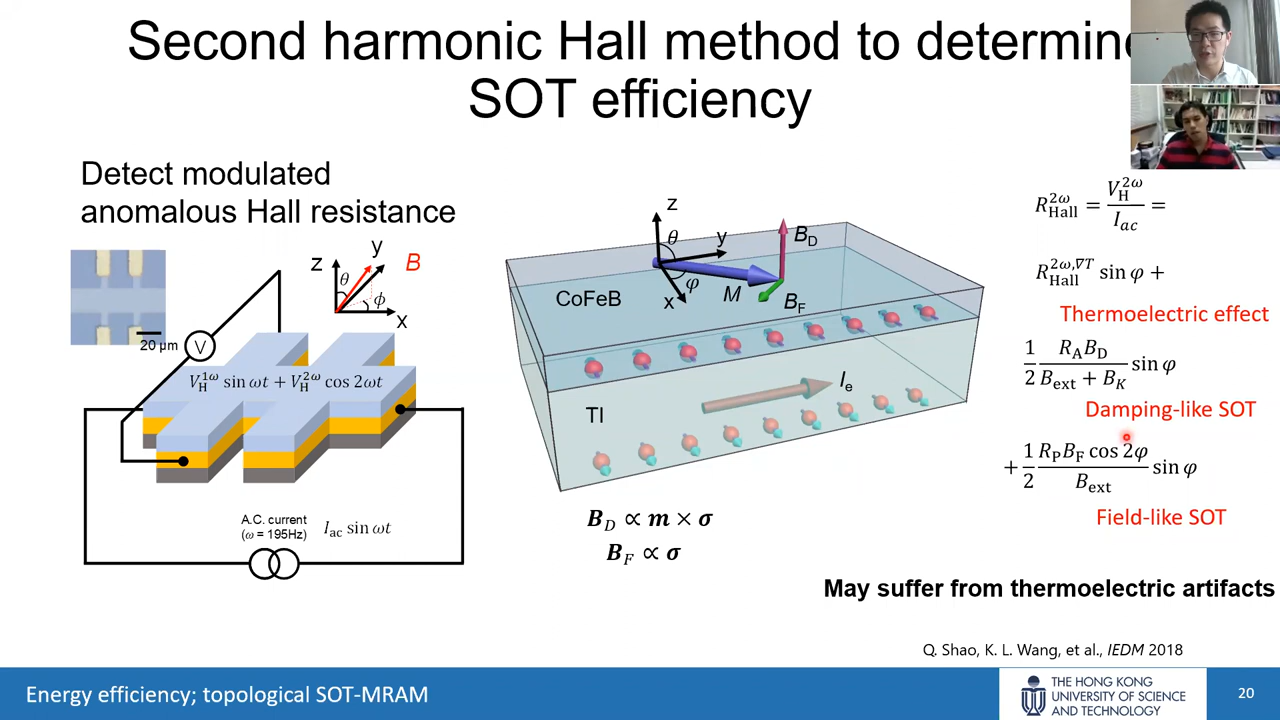 Second harmonic Hall method to determine
SOT efficiency
Detect modulated
anomalous Hall resistance
20 μm
V
z
θ
y
B
ϕ
x
V_H^{1ω} sin ωt + V_H^{2ω} cos 2ωt
A.C. current
(ω = 195Hz)
I_ac sin ωt
z
θ
y
B_D
CoFeB
x
φ
M
B_F
I_e
TI
B_D ∝ m × σ
B_F ∝ σ
R_Hall^{2ω} = V_H^{2ω} / I_ac =
R_Hall^{2ω,∇T} sin φ +
Thermoelectric effect
1/2 R_A B_D / (B_ext + B_K) sin φ
Damping-like SOT
+ 1/2 R_P B_F cos 2φ / B_ext sin φ
Field-like SOT
May suffer from thermoelectric artifacts
Q. Shao, K. L. Wang, et al., IEDM 2018
Energy efficiency; topological SOT-MRAM
THE HONG KONG
UNIVERSITY OF SCIENCE
AND TECHNOLOGY
20